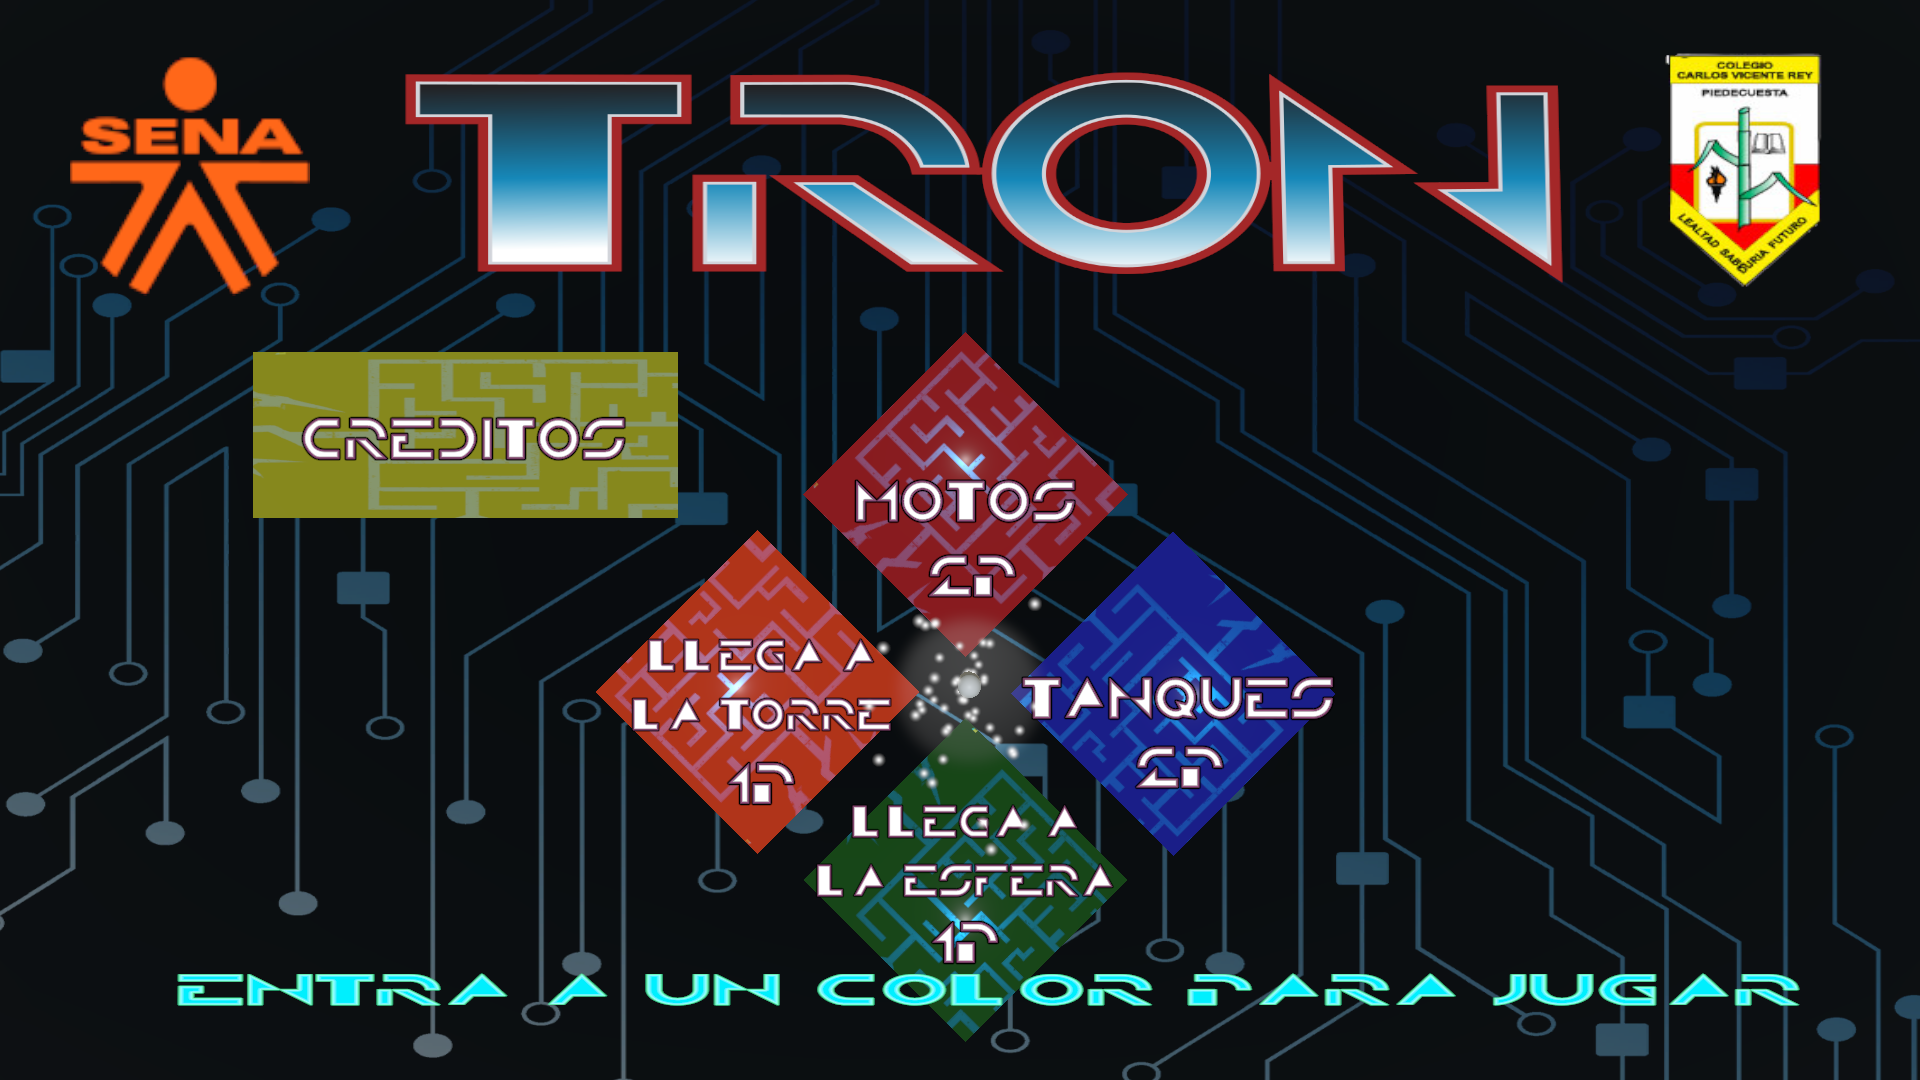 SENA
TRON
COLEGIO
CARLOS VICENTE REY
PIEDECUESTA
LEALTAD SABIDURIA FUTURO
CREDITOS
MOTOS
2P
LLEGA A
LA TORRE
1P
TANQUES
2P
LLEGA A
LA ESFERA
1P
ENTRA A UN COLOR PARA JUGAR